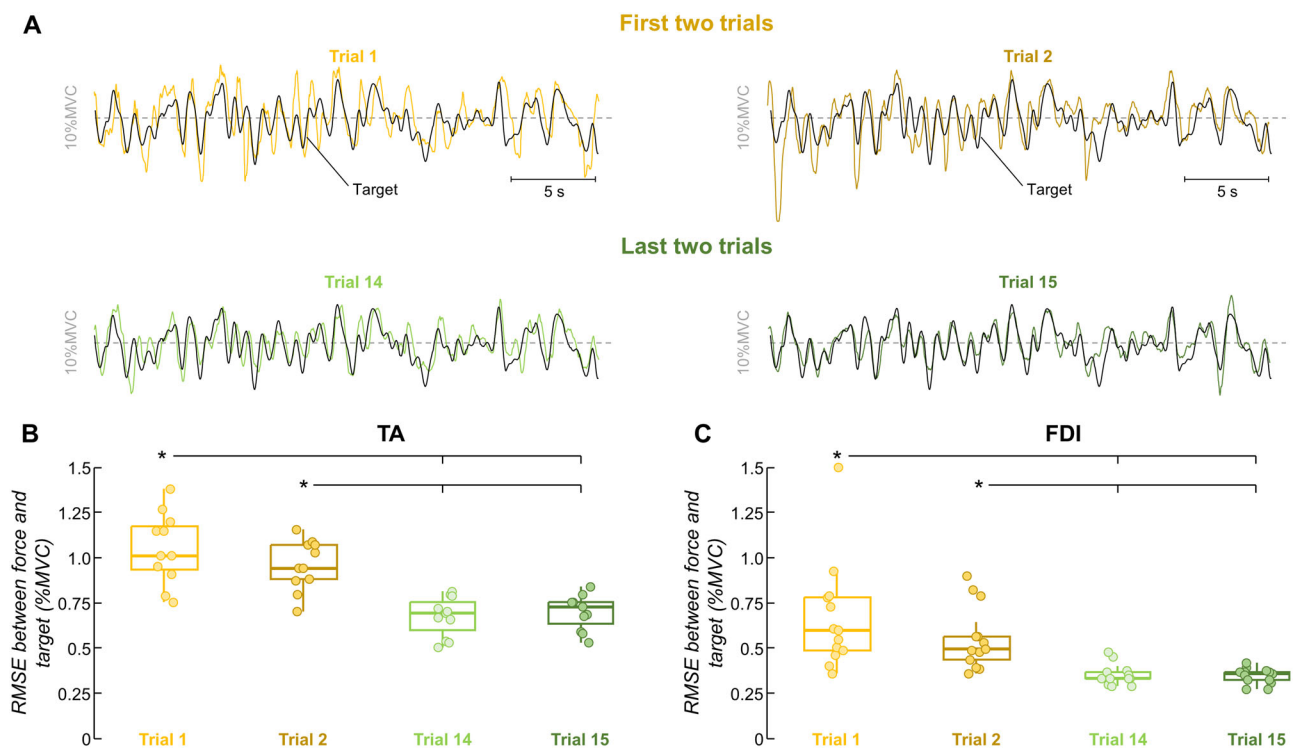 A
First two trials
Trial 1
Trial 2
10%MVC
10%MVC
Target
5 s
Target
5 s
Last two trials
Trial 14
Trial 15
10%MVC
10%MVC
B
TA
*
*
RMSE between force and
target (%MVC)
1.5
1.25
1.0
0.75
0.5
0.25
0
Trial 1
Trial 2
Trial 14
Trial 15
C
FDI
*
*
RMSE between force and
target (%MVC)
1.5
1.25
1.0
0.75
0.5
0.25
0
Trial 1
Trial 2
Trial 14
Trial 15